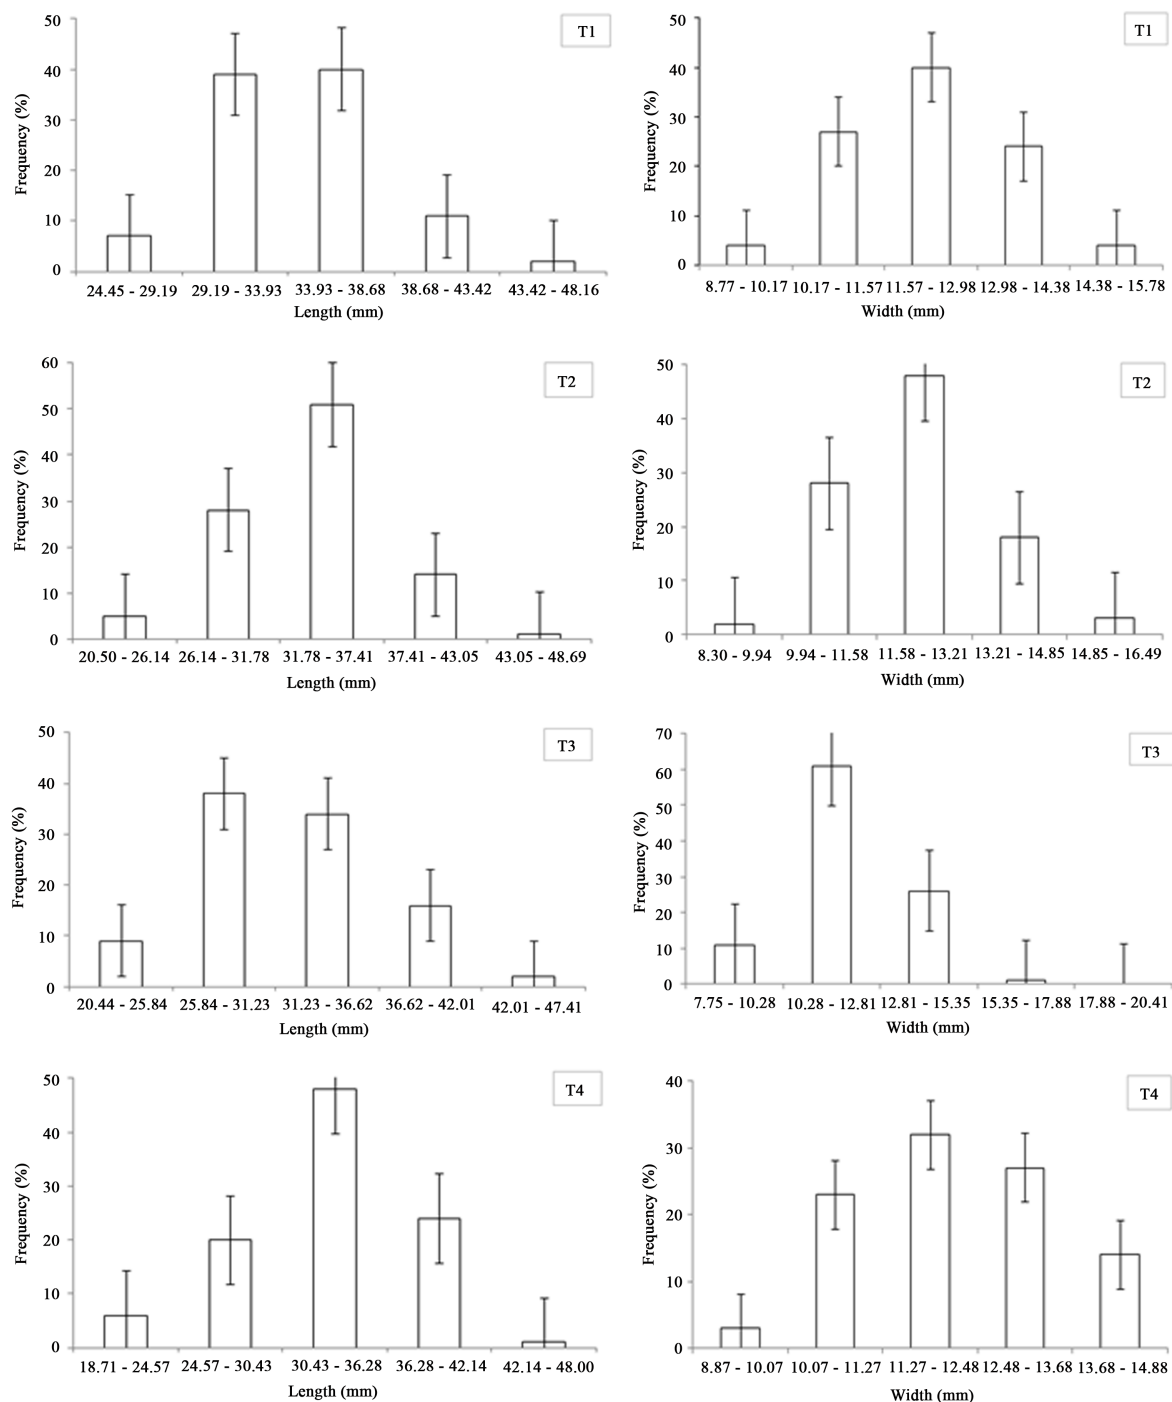 T1
50
40
30
20
10
0
Frequency (%)
24.45 - 29.19 29.19 - 33.93 33.93 - 38.68 38.68 - 43.42 43.42 - 48.16
Length (mm)
T1
50
40
30
20
10
0
Frequency (%)
8.77 - 10.17 10.17 - 11.57 11.57 - 12.98 12.98 - 14.38 14.38 - 15.78
Width (mm)
T2
60
50
40
30
20
10
0
Frequency (%)
20.50 - 26.14 26.14 - 31.78 31.78 - 37.41 37.41 - 43.05 43.05 - 48.69
Length (mm)
T2
50
40
30
20
10
0
Frequency (%)
8.30 - 9.94 9.94 - 11.58 11.58 - 13.21 13.21 - 14.85 14.85 - 16.49
Width (mm)
T3
50
40
30
20
10
0
Frequency (%)
20.44 - 25.84 25.84 - 31.23 31.23 - 36.62 36.62 - 42.01 42.01 - 47.41
Length (mm)
T3
70
60
50
40
30
20
10
0
Frequency (%)
7.75 - 10.28 10.28 - 12.81 12.81 - 15.35 15.35 - 17.88 17.88 - 20.41
Width (mm)
T4
50
40
30
20
10
0
Frequency (%)
18.71 - 24.57 24.57 - 30.43 30.43 - 36.28 36.28 - 42.14 42.14 - 48.00
Length (mm)
T4
40
30
20
10
0
Frequency (%)
8.87 - 10.07 10.07 - 11.27 11.27 - 12.48 12.48 - 13.68 13.68 - 14.88
Width (mm)